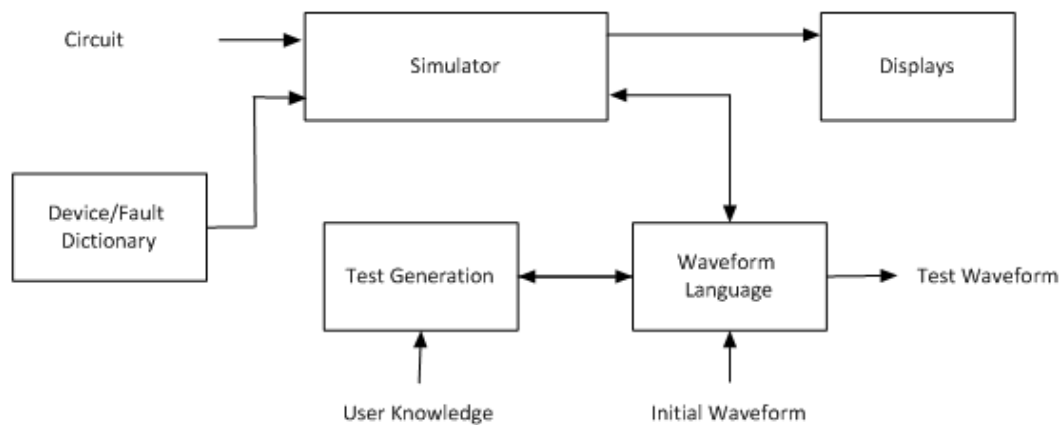 Circuit
Simulator
Displays
Device/Fault
Dictionary
Test Generation
Waveform
Language
Test Waveform
User Knowledge
Initial Waveform